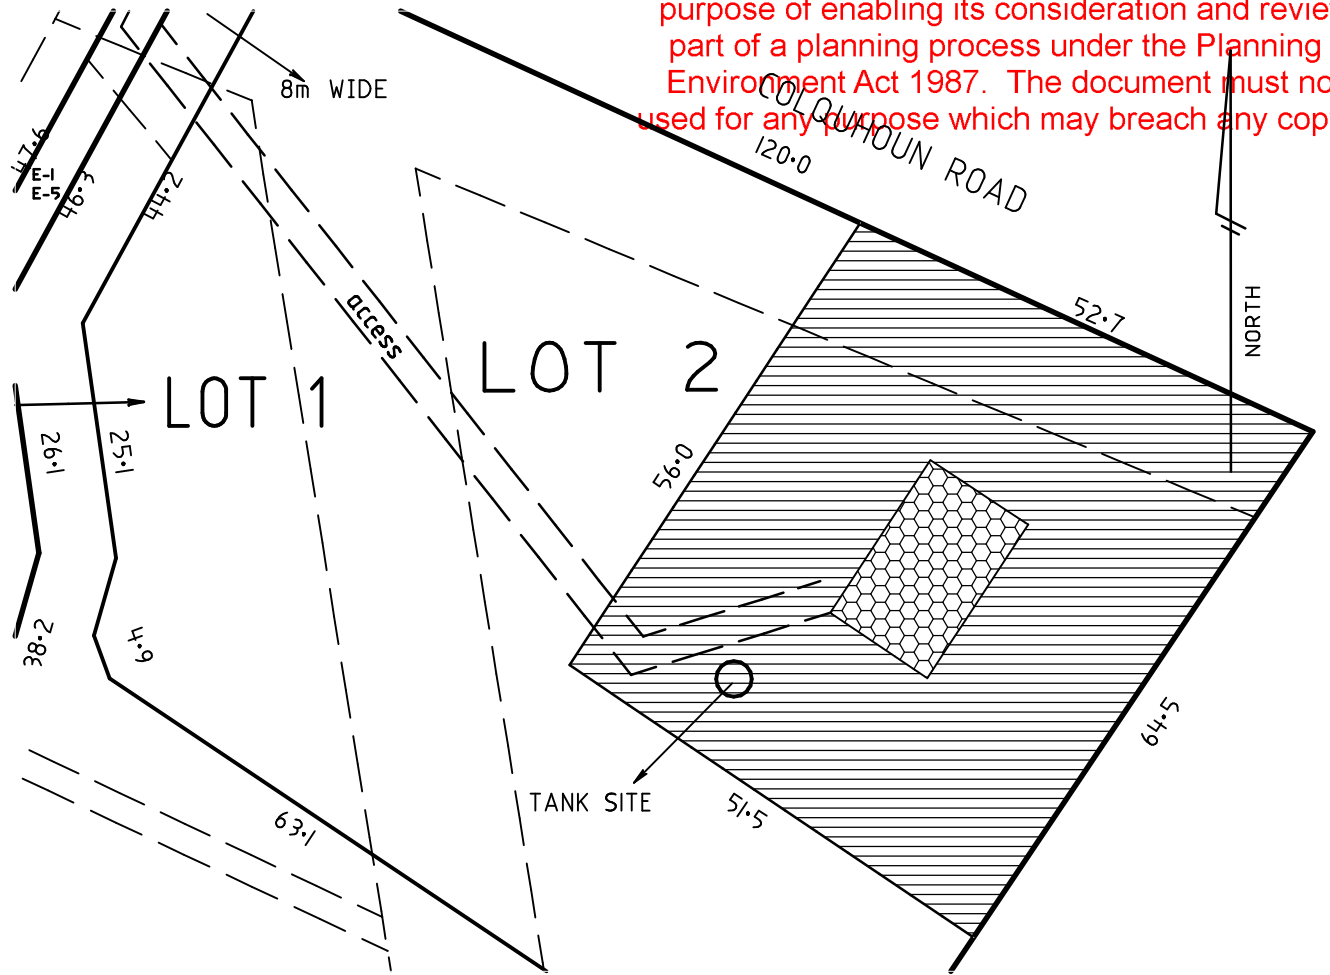 purpose of enabling its consideration and revie
part of a planning process under the Planning
Environment Act 1987. The document must no
used for any purpose which may breach any cop
8m WIDE
COLQUHOUN ROAD
120·0
47·6
E-1
E-5
46·3
44·2
access
52·7
NORTH
LOT 2
LOT 1
26·1
25·1
56·0
38·2
4·9
64·5
TANK SITE
51·5
63·1